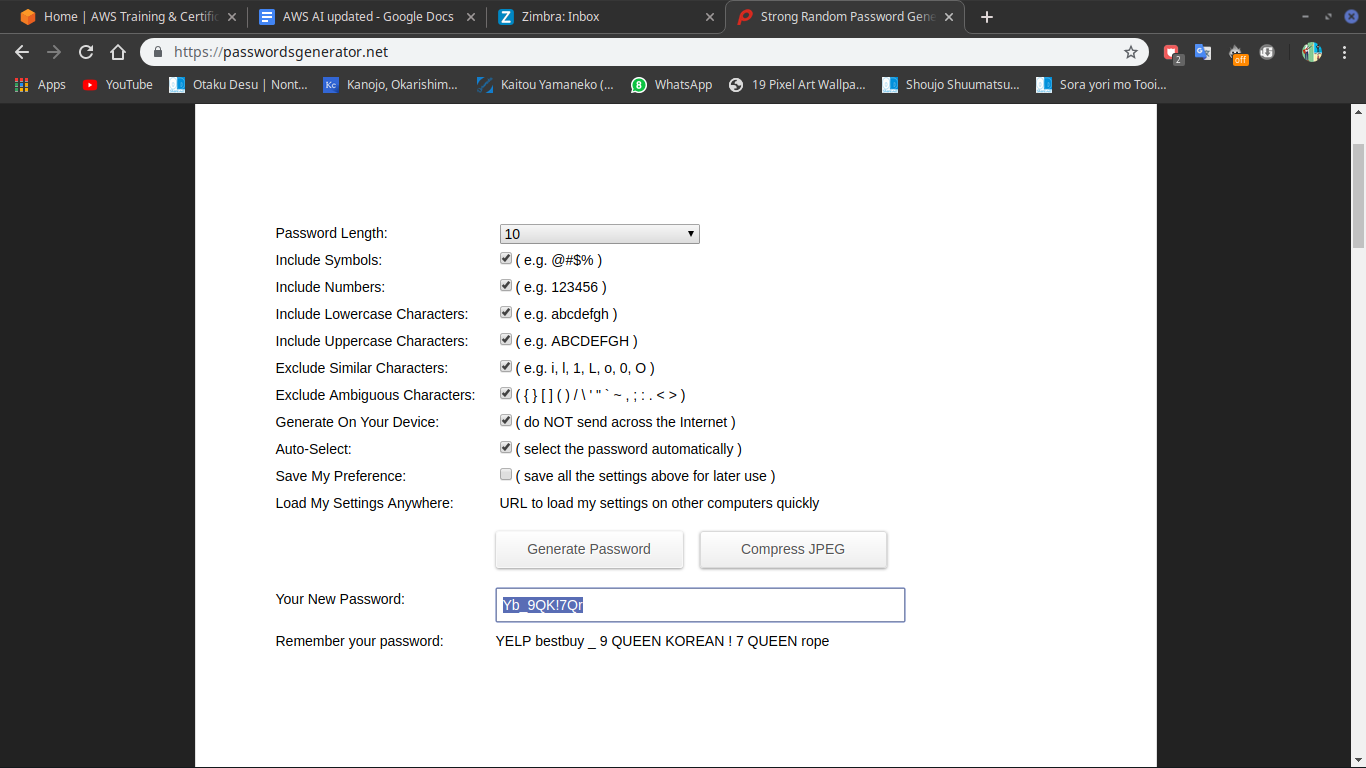 Home | AWS Training & Certific
AWS AI updated - Google Docs
Zimbra: Inbox
Strong Random Password Gene
https://passwordsgenerator.net
2
off
Apps
YouTube
Otaku Desu | Nont...
Kc
Kanojo, Okarishim...
Kaitou Yamaneko (...
8
WhatsApp
19 Pixel Art Wallpa...
Shoujo Shuumatsu...
Sora yori mo Tooi...
Password Length: 10
Include Symbols: ( e.g. @#$% )
Include Numbers: ( e.g. 123456 )
Include Lowercase Characters: ( e.g. abcdefgh )
Include Uppercase Characters: ( e.g. ABCDEFGH )
Exclude Similar Characters: ( e.g. i, l, 1, L, o, 0, O )
Exclude Ambiguous Characters: ( { } [ ] ( ) / \ ' " ` ~ , ; : . < > )
Generate On Your Device: ( do NOT send across the Internet )
Auto-Select: ( select the password automatically )
Save My Preference: ( save all the settings above for later use )
Load My Settings Anywhere: URL to load my settings on other computers quickly
Generate Password
Compress JPEG
Your New Password: Yb_9QK!7Qr
Remember your password: YELP bestbuy _ 9 QUEEN KOREAN ! 7 QUEEN rope